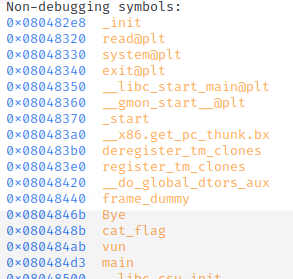 Non-debugging symbols:
0x080482e8 _init
0x08048320 read@plt
0x08048330 system@plt
0x08048340 exit@plt
0x08048350 __libc_start_main@plt
0x08048360 __gmon_start__@plt
0x08048370 _start
0x080483a0 __x86.get_pc_thunk.bx
0x080483b0 deregister_tm_clones
0x080483e0 register_tm_clones
0x08048420 __do_global_dtors_aux
0x08048440 frame_dummy
0x0804846b Bye
0x0804848b cat_flag
0x080484ab vun
0x080484d3 main
0x08048500 __libc_csu_init